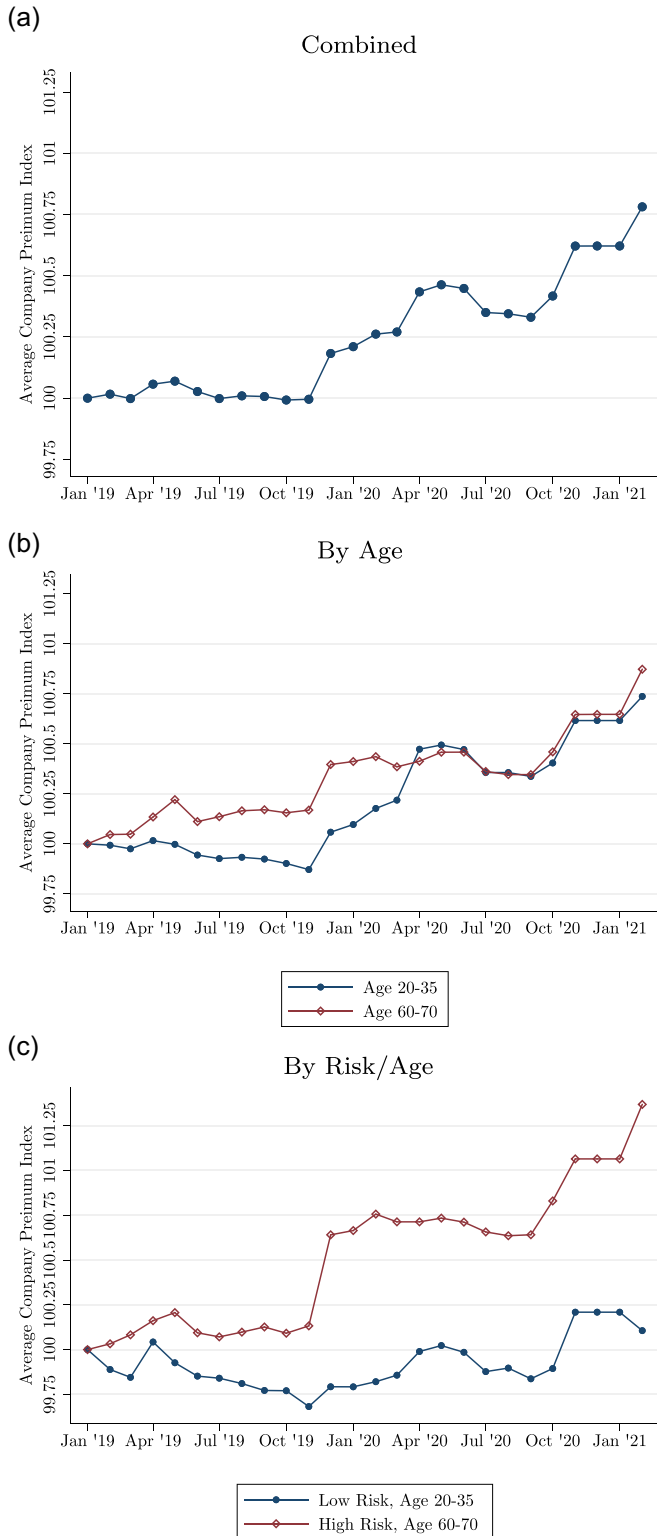 (a)
Combined
Average Company Preimum Index
101.25
101
100.75
100.5
100.25
100
99.75
Jan '19 Apr '19 Jul '19 Oct '19 Jan '20 Apr '20 Jul '20 Oct '20 Jan '21
(b)
By Age
Average Company Preimum Index
101.25
101
100.75
100.5
100.25
100
99.75
Jan '19 Apr '19 Jul '19 Oct '19 Jan '20 Apr '20 Jul '20 Oct '20 Jan '21
Age 20-35
Age 60-70
(c)
By Risk/Age
Average Company Preimum Index
101.25
101
100.75
100.5
100.25
100
99.75
Jan '19 Apr '19 Jul '19 Oct '19 Jan '20 Apr '20 Jul '20 Oct '20 Jan '21
Low Risk, Age 20-35
High Risk, Age 60-70